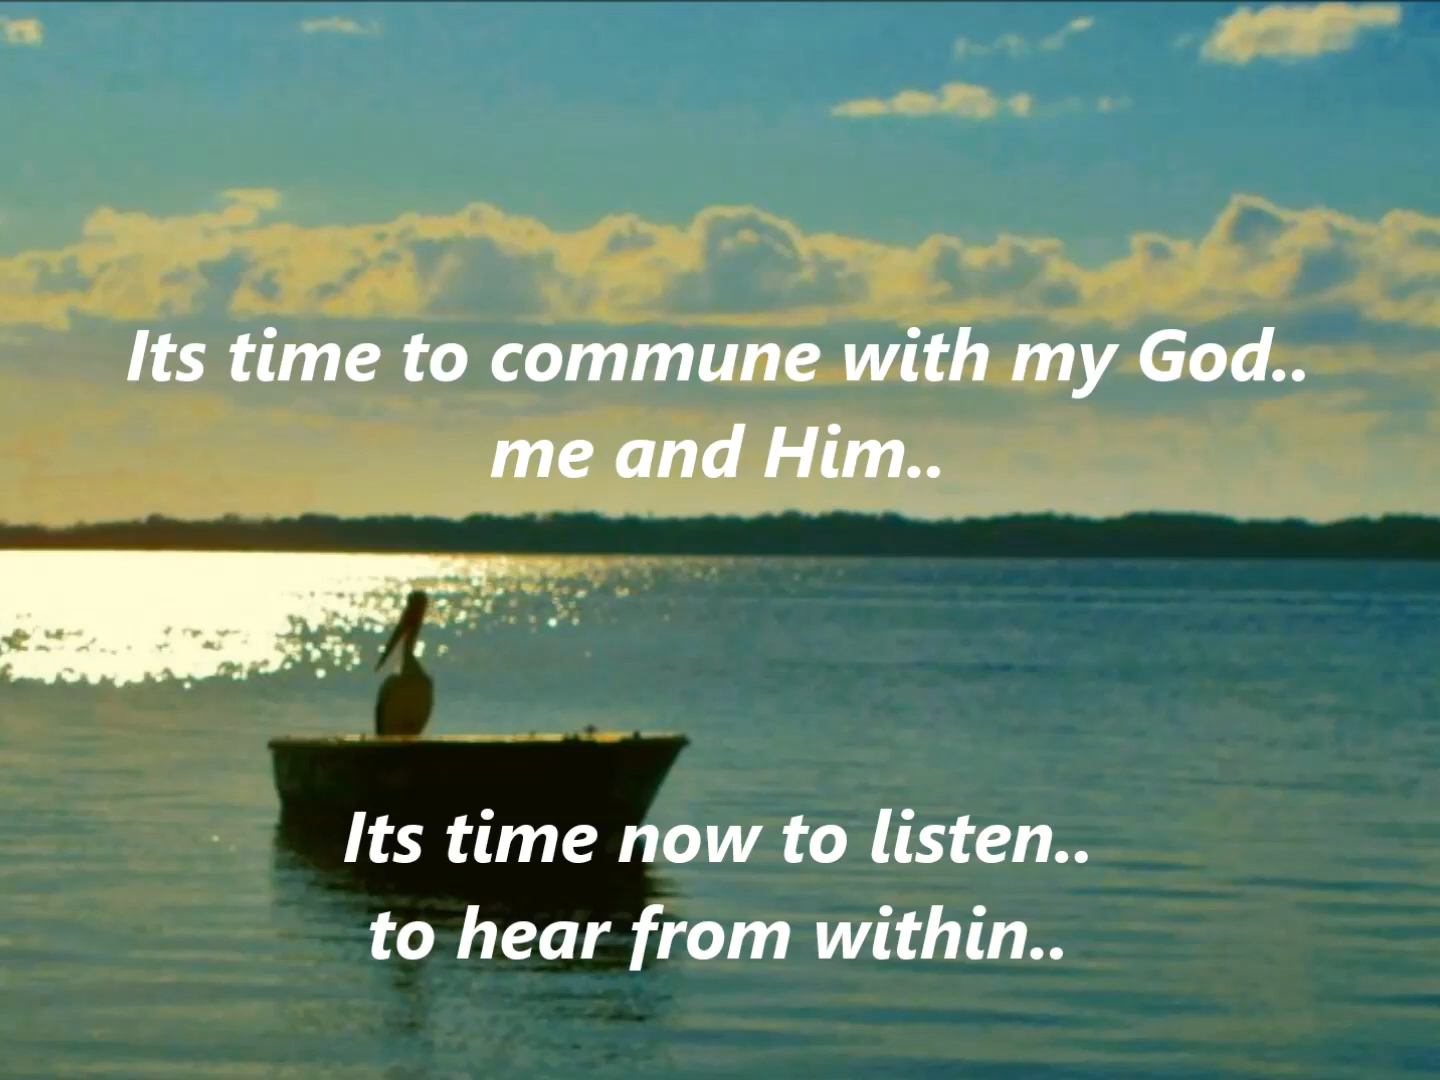 Its time to commune with my God..
me and Him..
Its time now to listen..
to hear from within..